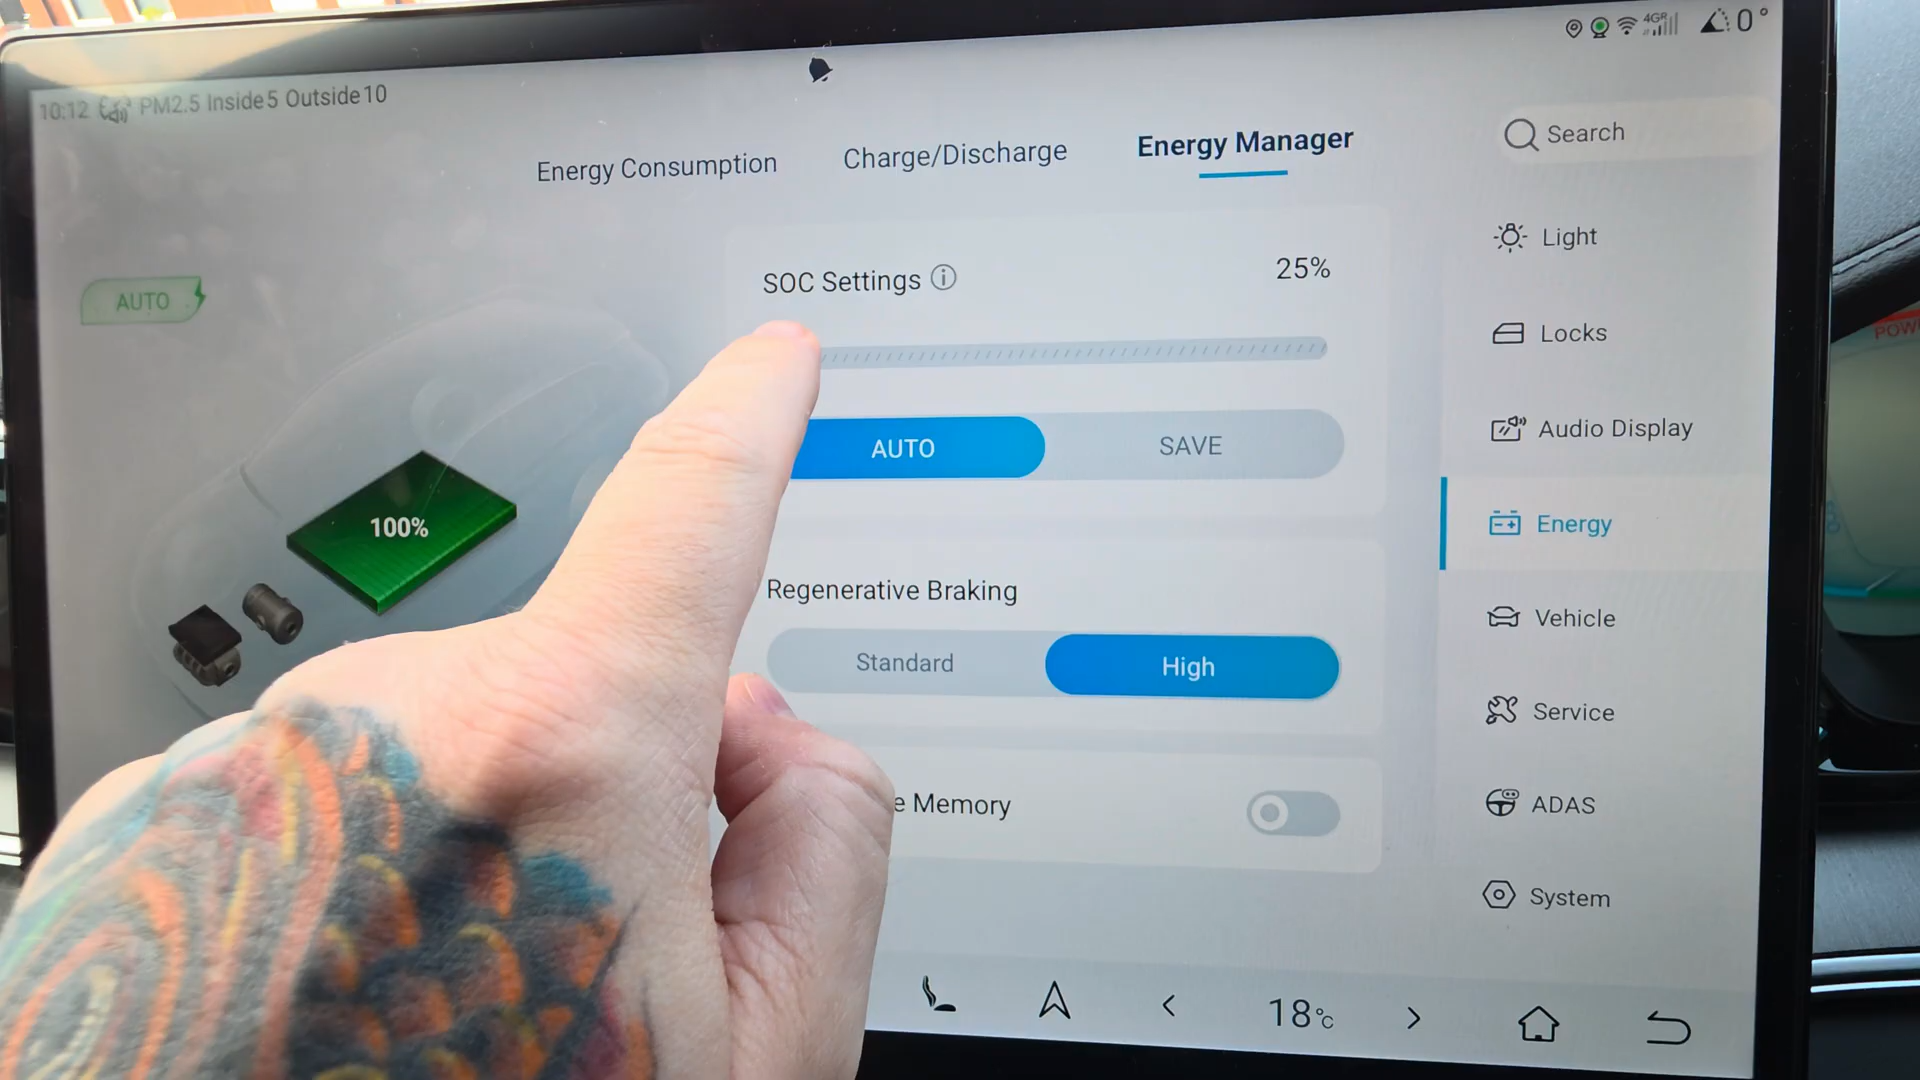 4GR
0°
10:12 PM2.5 Inside 5 Outside 10
Energy Consumption
Charge/Discharge
Energy Manager
Search
AUTO
100%
SOC Settings
25%
AUTO
SAVE
Regenerative Braking
Standard
High
e Memory
Light
Locks
Audio Display
Energy
Vehicle
Service
ADAS
System
18°C
POW